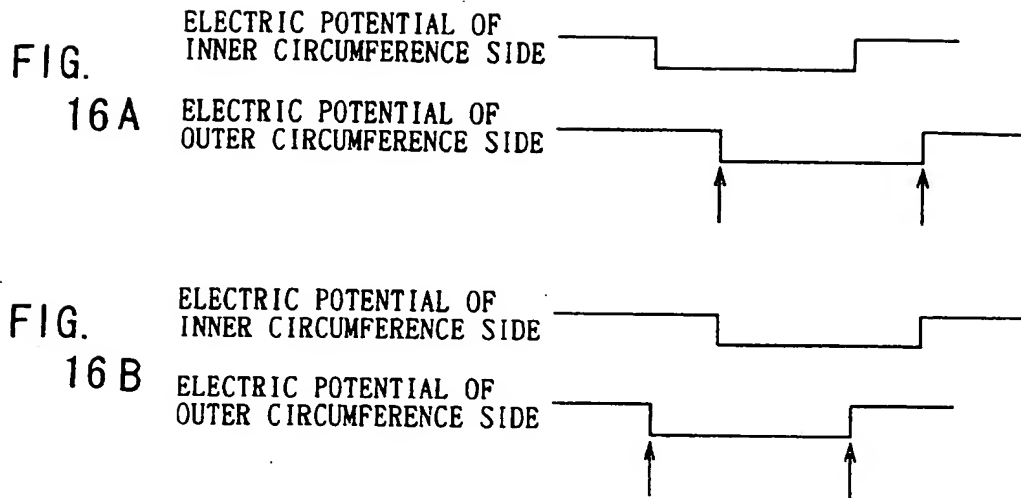 FIG.
16A
ELECTRIC POTENTIAL OF
INNER CIRCUMFERENCE SIDE
ELECTRIC POTENTIAL OF
OUTER CIRCUMFERENCE SIDE
FIG.
16B
ELECTRIC POTENTIAL OF
INNER CIRCUMFERENCE SIDE
ELECTRIC POTENTIAL OF
OUTER CIRCUMFERENCE SIDE